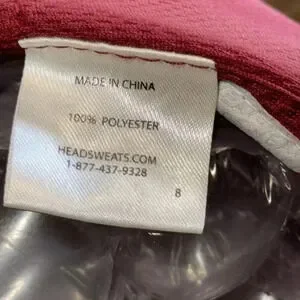 MADE IN CHINA
100% POLYESTER
HEADSWEATS.COM
1-877-437-9328
8